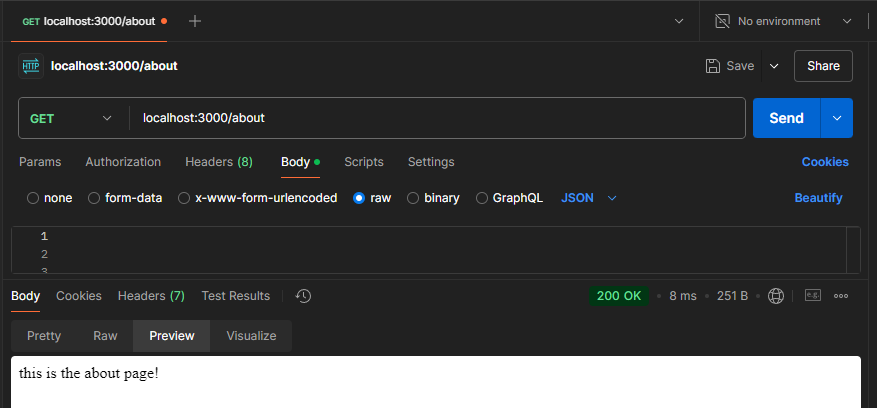 GET localhost:3000/about
No environment
HTTP localhost:3000/about
Save
Share
GET localhost:3000/about
Send
Params Authorization Headers (8) Body Scripts Settings Cookies
none form-data x-www-form-urlencoded raw binary GraphQL JSON Beautify
1
2
3
Body Cookies Headers (7) Test Results 200 OK 8 ms 251 B e.g.
Pretty Raw Preview Visualize
this is the about page!